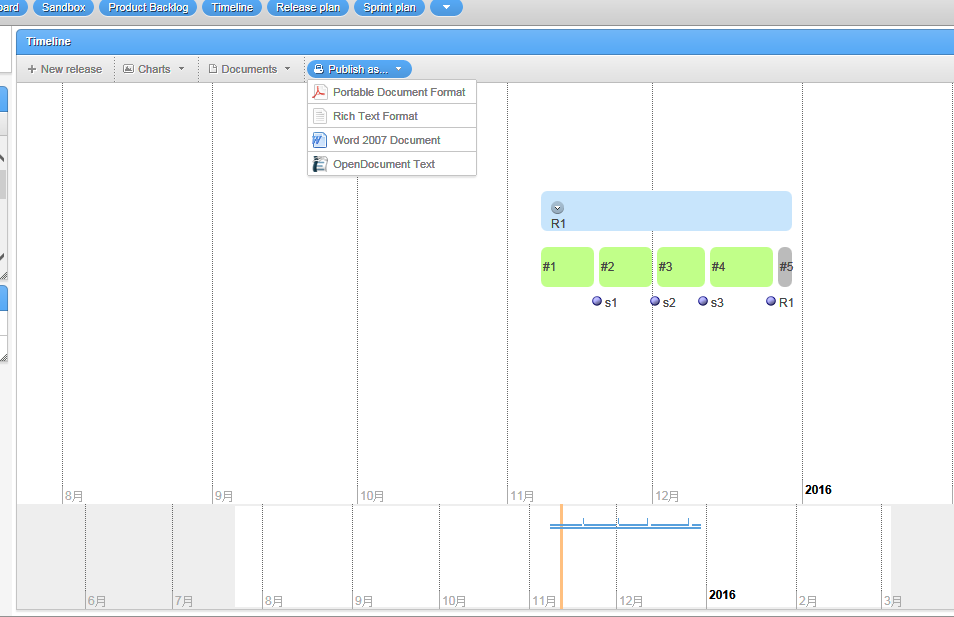 ard Sandbox Product Backlog Timeline Release plan Sprint plan
Timeline
+ New release Charts Documents Publish as...
Portable Document Format
Rich Text Format
Word 2007 Document
OpenDocument Text
R1
#1 #2 #3 #4 #5
s1 s2 s3 R1
8月 9月 10月 11月 12月 2016
6月 7月 8月 9月 10月 11月 12月 2016 2月 3月